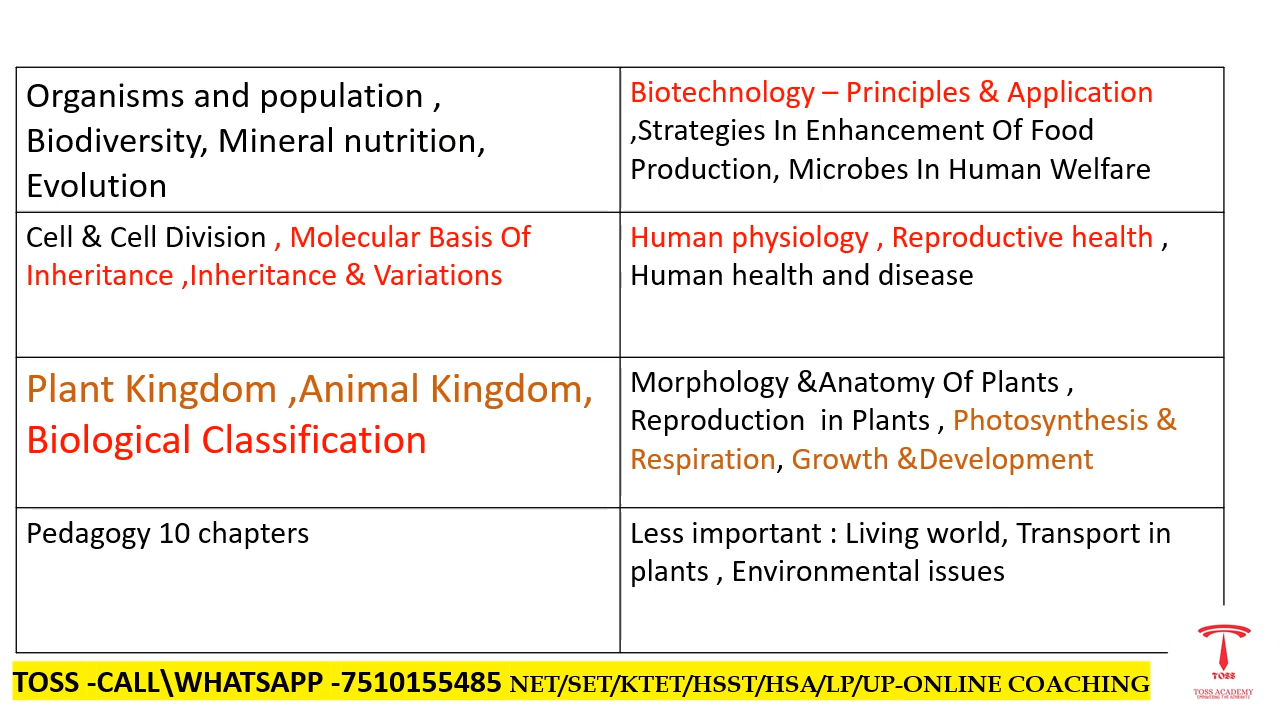 Organisms and population ,
Biodiversity, Mineral nutrition,
Evolution
Biotechnology – Principles & Application
,Strategies In Enhancement Of Food
Production, Microbes In Human Welfare
Cell & Cell Division , Molecular Basis Of
Inheritance ,Inheritance & Variations
Human physiology , Reproductive health ,
Human health and disease
Plant Kingdom ,Animal Kingdom,
Biological Classification
Morphology &Anatomy Of Plants ,
Reproduction  in Plants , Photosynthesis &
Respiration, Growth &Development
Pedagogy 10 chapters
Less important : Living world, Transport in
plants , Environmental issues
TOSS -CALL\WHATSAPP -7510155485 NET/SET/KTET/HSST/HSA/LP/UP-ONLINE COACHING
TOSS
TOSS ACADEMY